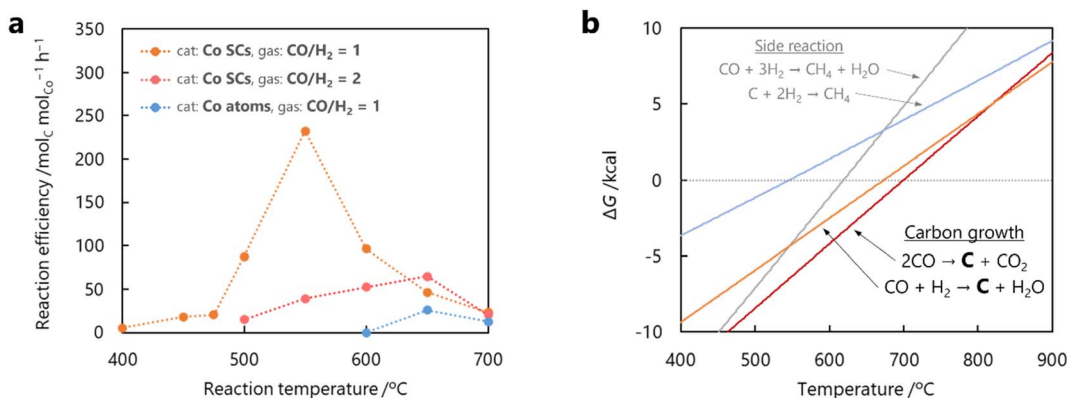 a
350
300
250
200
150
100
50
0
Reaction efficiency /mol_C mol_Co⁻¹ h⁻¹
cat: Co SCs, gas: CO/H₂ = 1
cat: Co SCs, gas: CO/H₂ = 2
cat: Co atoms, gas: CO/H₂ = 1
400 500 600 700
Reaction temperature /°C
b
10
5
0
-5
-10
ΔG /kcal
Side reaction
CO + 3H₂ → CH₄ + H₂O
C + 2H₂ → CH₄
Carbon growth
2CO → C + CO₂
CO + H₂ → C + H₂O
400 500 600 700 800 900
Temperature /°C